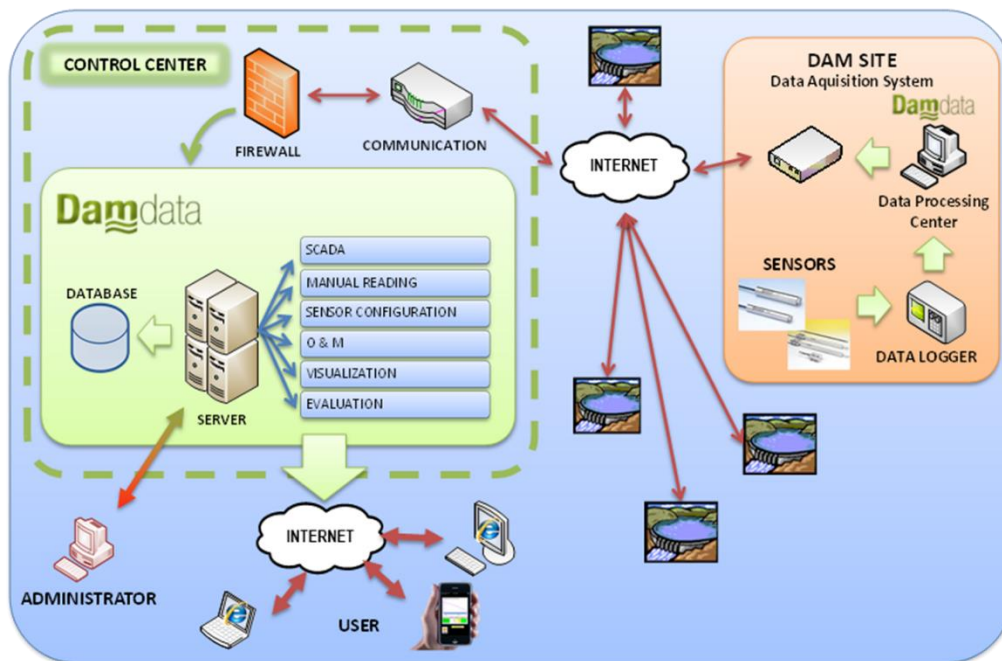 CONTROL CENTER
FIREWALL
COMMUNICATION
INTERNET
DAM SITE
Data Aquisition System
Damdata
Data Processing
Center
SENSORS
DATA LOGGER
Damdata
DATABASE
SERVER
SCADA
MANUAL READING
SENSOR CONFIGURATION
O & M
VISUALIZATION
EVALUATION
ADMINISTRATOR
INTERNET
USER